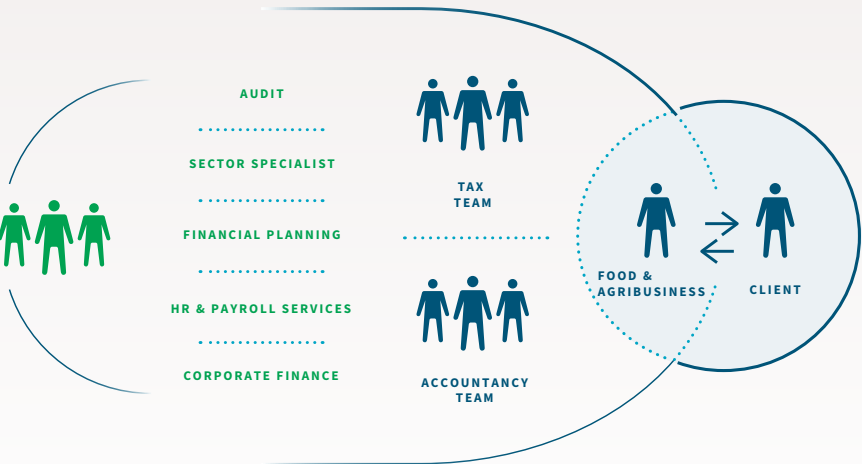 AUDIT
SECTOR SPECIALIST
FINANCIAL PLANNING
HR & PAYROLL SERVICES
CORPORATE FINANCE
TAX
TEAM
ACCOUNTANCY
TEAM
FOOD &
AGRIBUSINESS
CLIENT